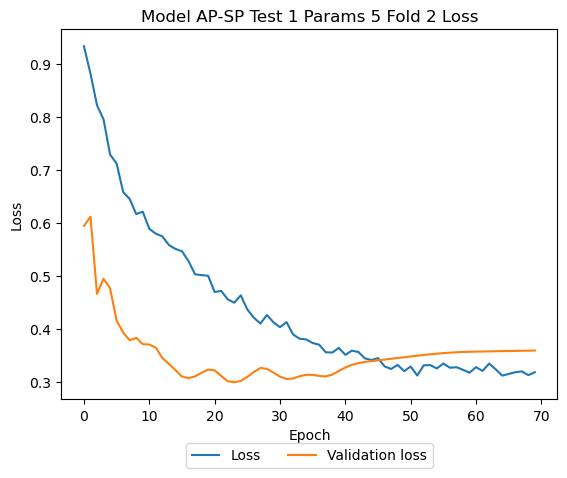 Model AP-SP Test 1 Params 5 Fold 2 Loss
0.9
0.8
0.7
0.6
0.5
0.4
0.3
Loss
0 10 20 30 40 50 60 70
Epoch
Loss Validation loss